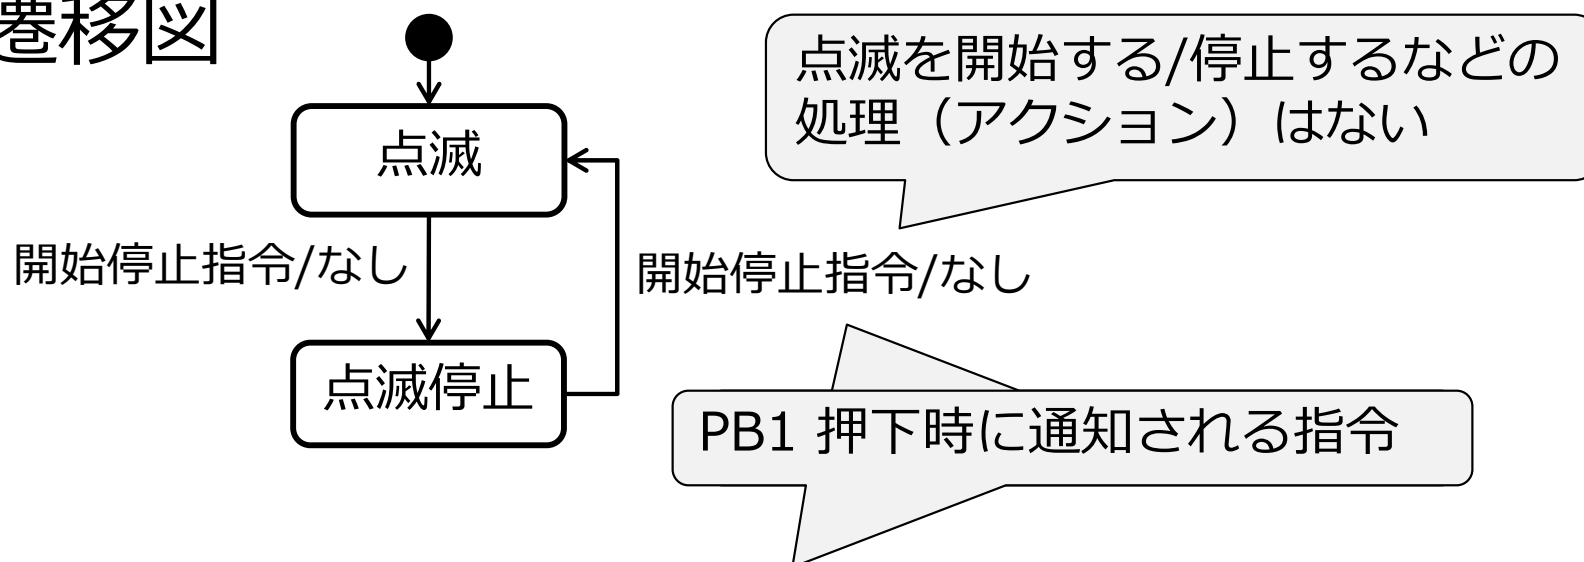 遷移図
点滅を開始する/停止するなどの
処理（アクション）はない
点滅
開始停止指令/なし
開始停止指令/なし
点滅停止
PB1 押下時に通知される指令